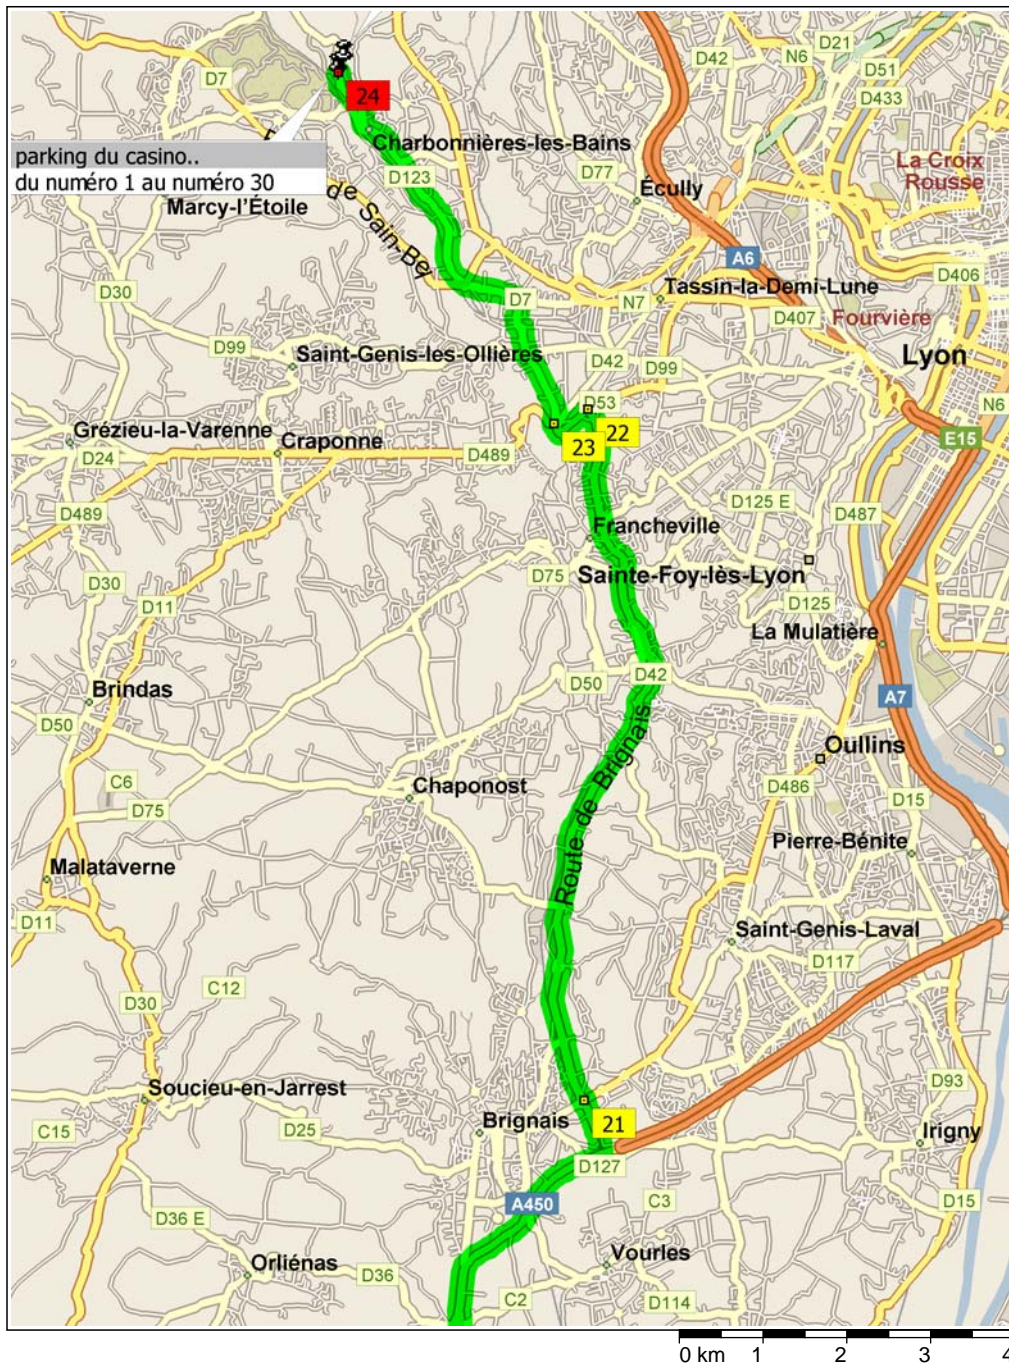 D42
D21
N6
D51
D7
D433
24
Charbonnières-les-Bains
parking du casino..
du numéro 1 au numéro 30
D123
D77
La Croix
Rousse
Écully
Marcy-l'Étoile
de Sain-Bel
A6
D406
D30
Tassin-la-Demi-Lune
D7
N7
D407
Fourvière
D99
Saint-Genis-les-Ollières
D42
D99
Lyon
D53
N6
Grézieu-la-Varenne
Craponne
22
23
E15
D24
D489
D125 E
D487
D489
Francheville
D75
Sainte-Foy-lès-Lyon
D30
D11
D125
La Mulatière
D50
D42
Brindas
A7
D50
Route de Brignais
Oullins
C6
Chaponost
D486
D75
D15
Pierre-Bénite
Malataverne
D11
Saint-Genis-Laval
D117
C12
D30
D93
Soucieu-en-Jarrest
Brignais
21
C15
D25
Irigny
D127
A450
C3
D15
D36 E
Vourles
Orliénas
D36
C2
D114
0 km 1 2 3 4